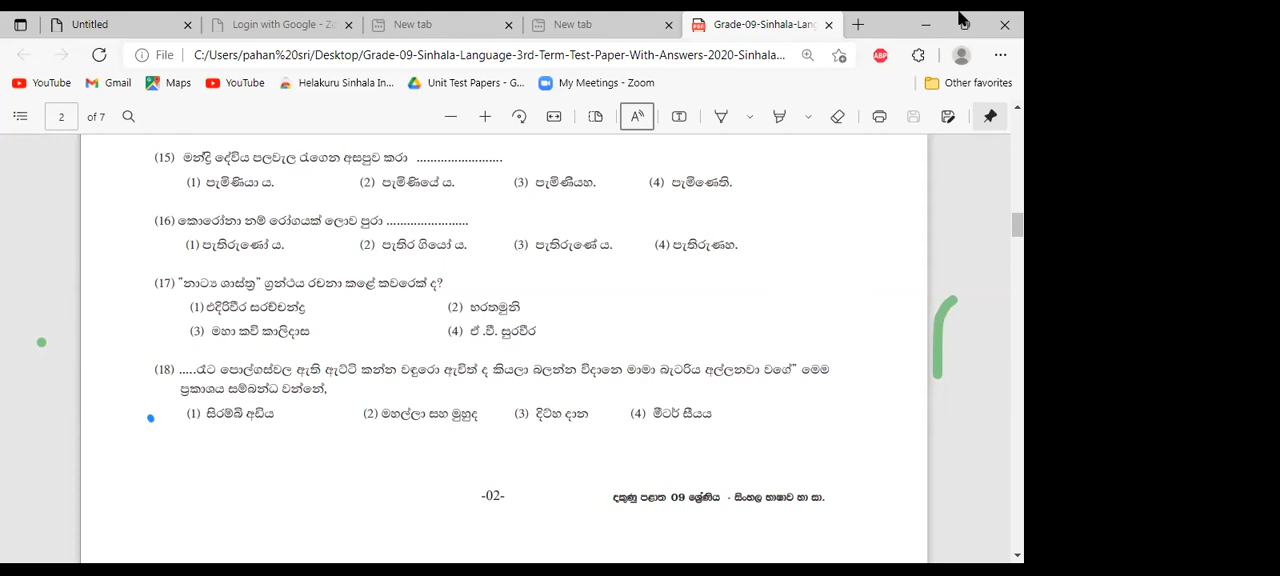 Untitled
Login with Google - Z
New tab
New tab
Grade-09-Sinhala-Lang
File
C:/Users/pahan%20sri/Desktop/Grade-09-Sinhala-Language-3rd-Term-Test-Paper-With-Answers-2020-Sinhala...
ABP
YouTube
Gmail
Maps
YouTube
Helakuru Sinhala In...
Unit Test Papers - G...
My Meetings - Zoom
Other favorites
2 of 7
(15) මන්ද්‍රි දේවිය පලවැල රැගෙන අසපුව කරා ........................
(1) පැමිණියා ය. (2) පැමිණියේ ය. (3) පැමිණියහ. (4) පැමිණෙති.
(16) කොරෝනා නම් රෝගයක් ලොව පුරා .......................
(1) පැතිරුණෝ ය. (2) පැතිර ගියෝ ය. (3) පැතිරුණේ ය. (4) පැතිරුණහ.
(17) "නාට්‍ය ශාස්ත්‍ර" ග්‍රන්ථය රචනා කළේ කවරෙක් ද?
(1) එදිරිවීර සරච්චන්ද්‍ර (2) භරතමුනි
(3) මහා කවි කාලිදාස (4) ඒ .වී. සුරවීර
(18) .....රෑට පොල්ගස්වල ඇති ඇට්ටි කන්න වඳුරො ඇවිත් ද කියලා බලන්න විදානෙ මාමා බැටරිය අල්ලනවා වගේ" මෙම
ප්‍රකාශය සම්බන්ධ වන්නේ,
(1) සිරම්බි අඩිය (2) මහල්ලා සහ මුහුද (3) දිට්හ දාන (4) මීටර් සීයය
-02-
දකුණු පළාත 09 ශ්‍රේණිය - සිංහල භාෂාව හා සා.